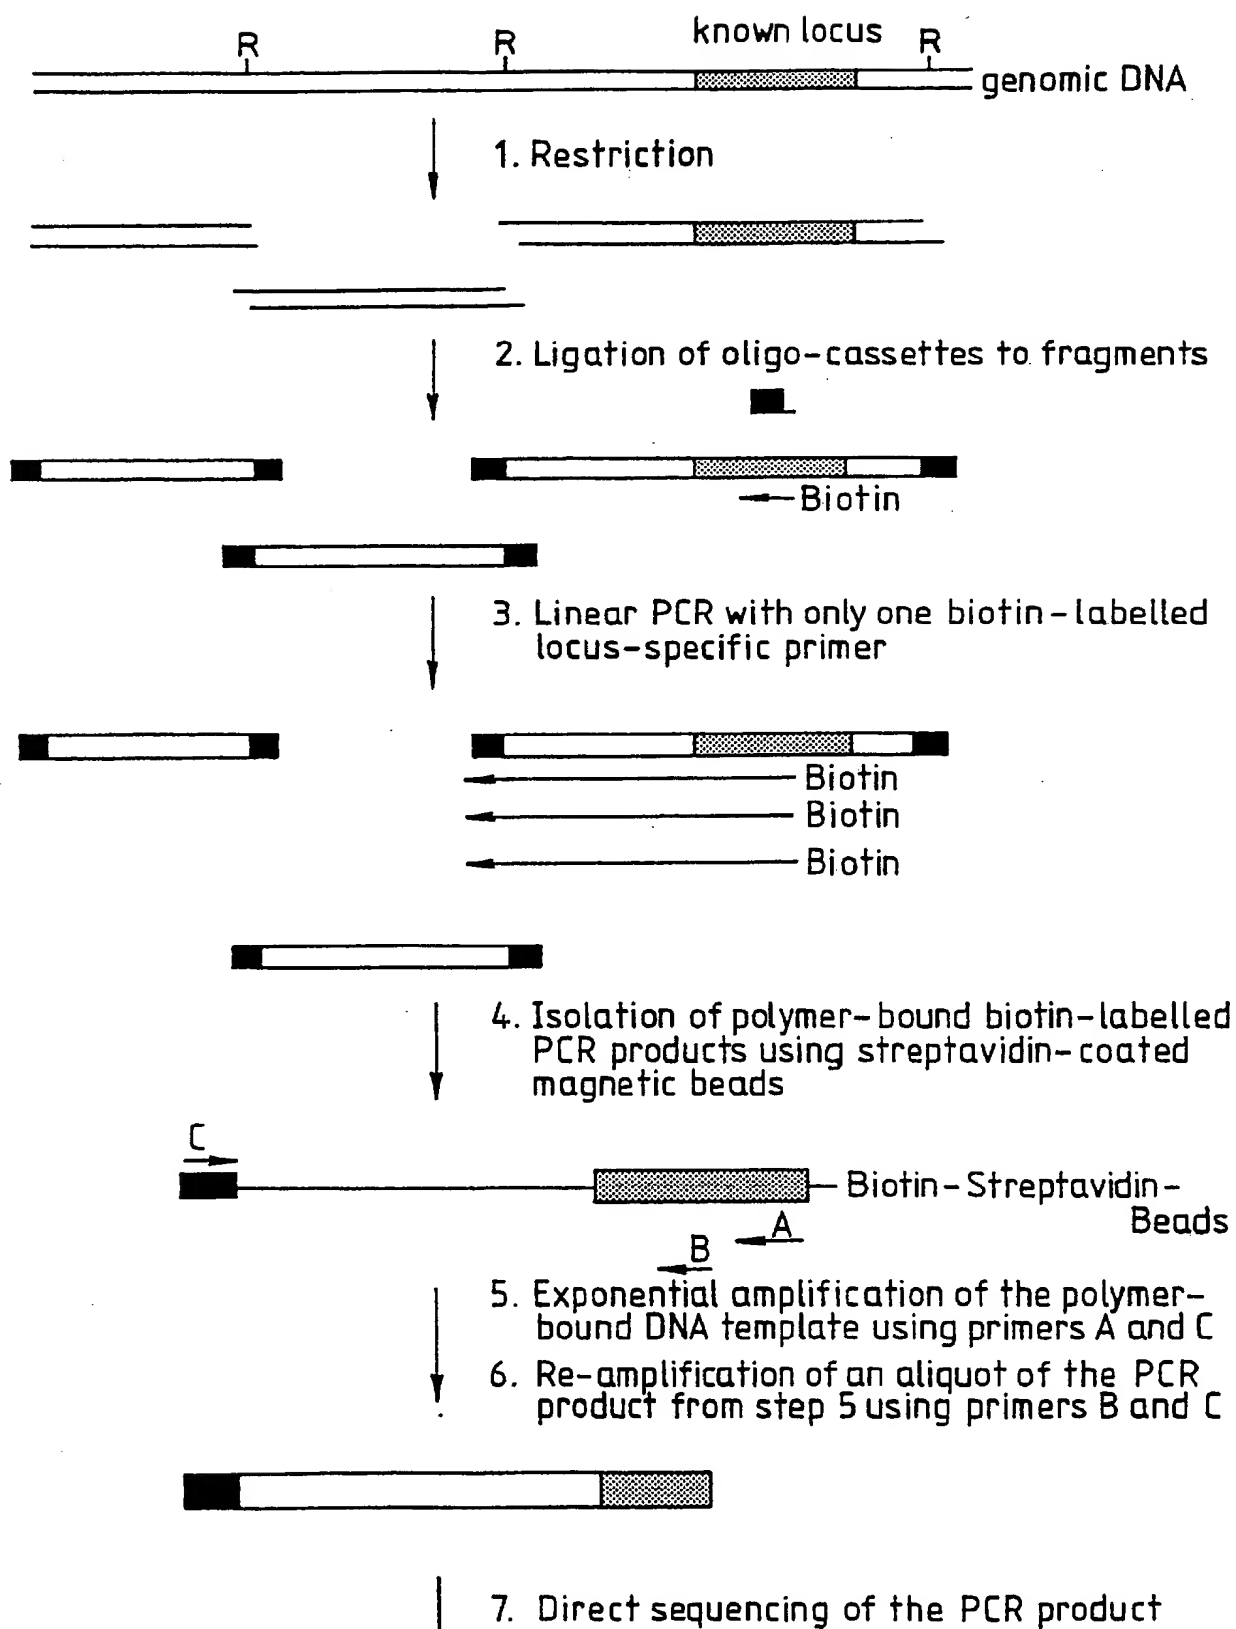 known locus
R R R
genomic DNA
1. Restriction
2. Ligation of oligo-cassettes to fragments
Biotin
3. Linear PCR with only one biotin-labelled
locus-specific primer
Biotin
Biotin
Biotin
4. Isolation of polymer-bound biotin-labelled
PCR products using streptavidin-coated
magnetic beads
C
Biotin-Streptavidin-
Beads
A
B
5. Exponential amplification of the polymer-
bound DNA template using primers A and C
6. Re-amplification of an aliquot of the PCR
product from step 5 using primers B and C
7. Direct sequencing of the PCR product